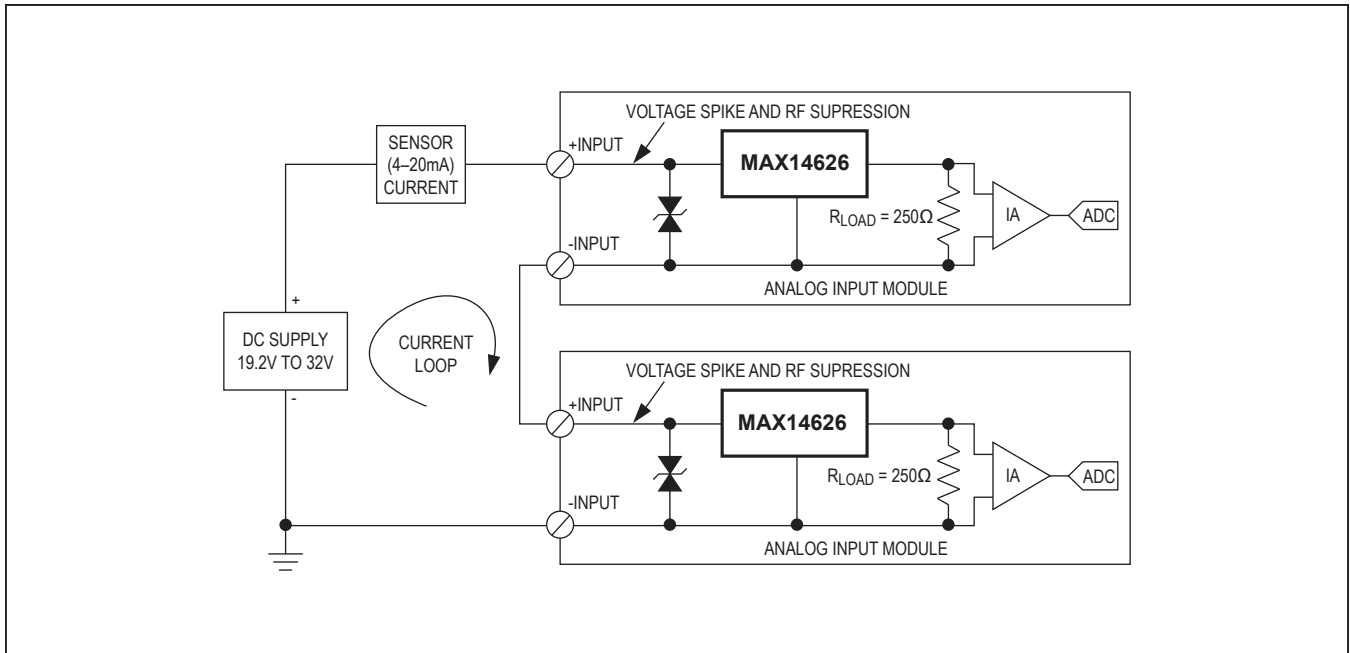 VOLTAGE SPIKE AND RF SUPRESSION
+INPUT
SENSOR
(4–20mA)
CURRENT
MAX14626
RLOAD = 250Ω
IA
ADC
-INPUT
ANALOG INPUT MODULE
+
DC SUPPLY
19.2V TO 32V
-
CURRENT
LOOP
VOLTAGE SPIKE AND RF SUPRESSION
+INPUT
MAX14626
RLOAD = 250Ω
IA
ADC
-INPUT
ANALOG INPUT MODULE